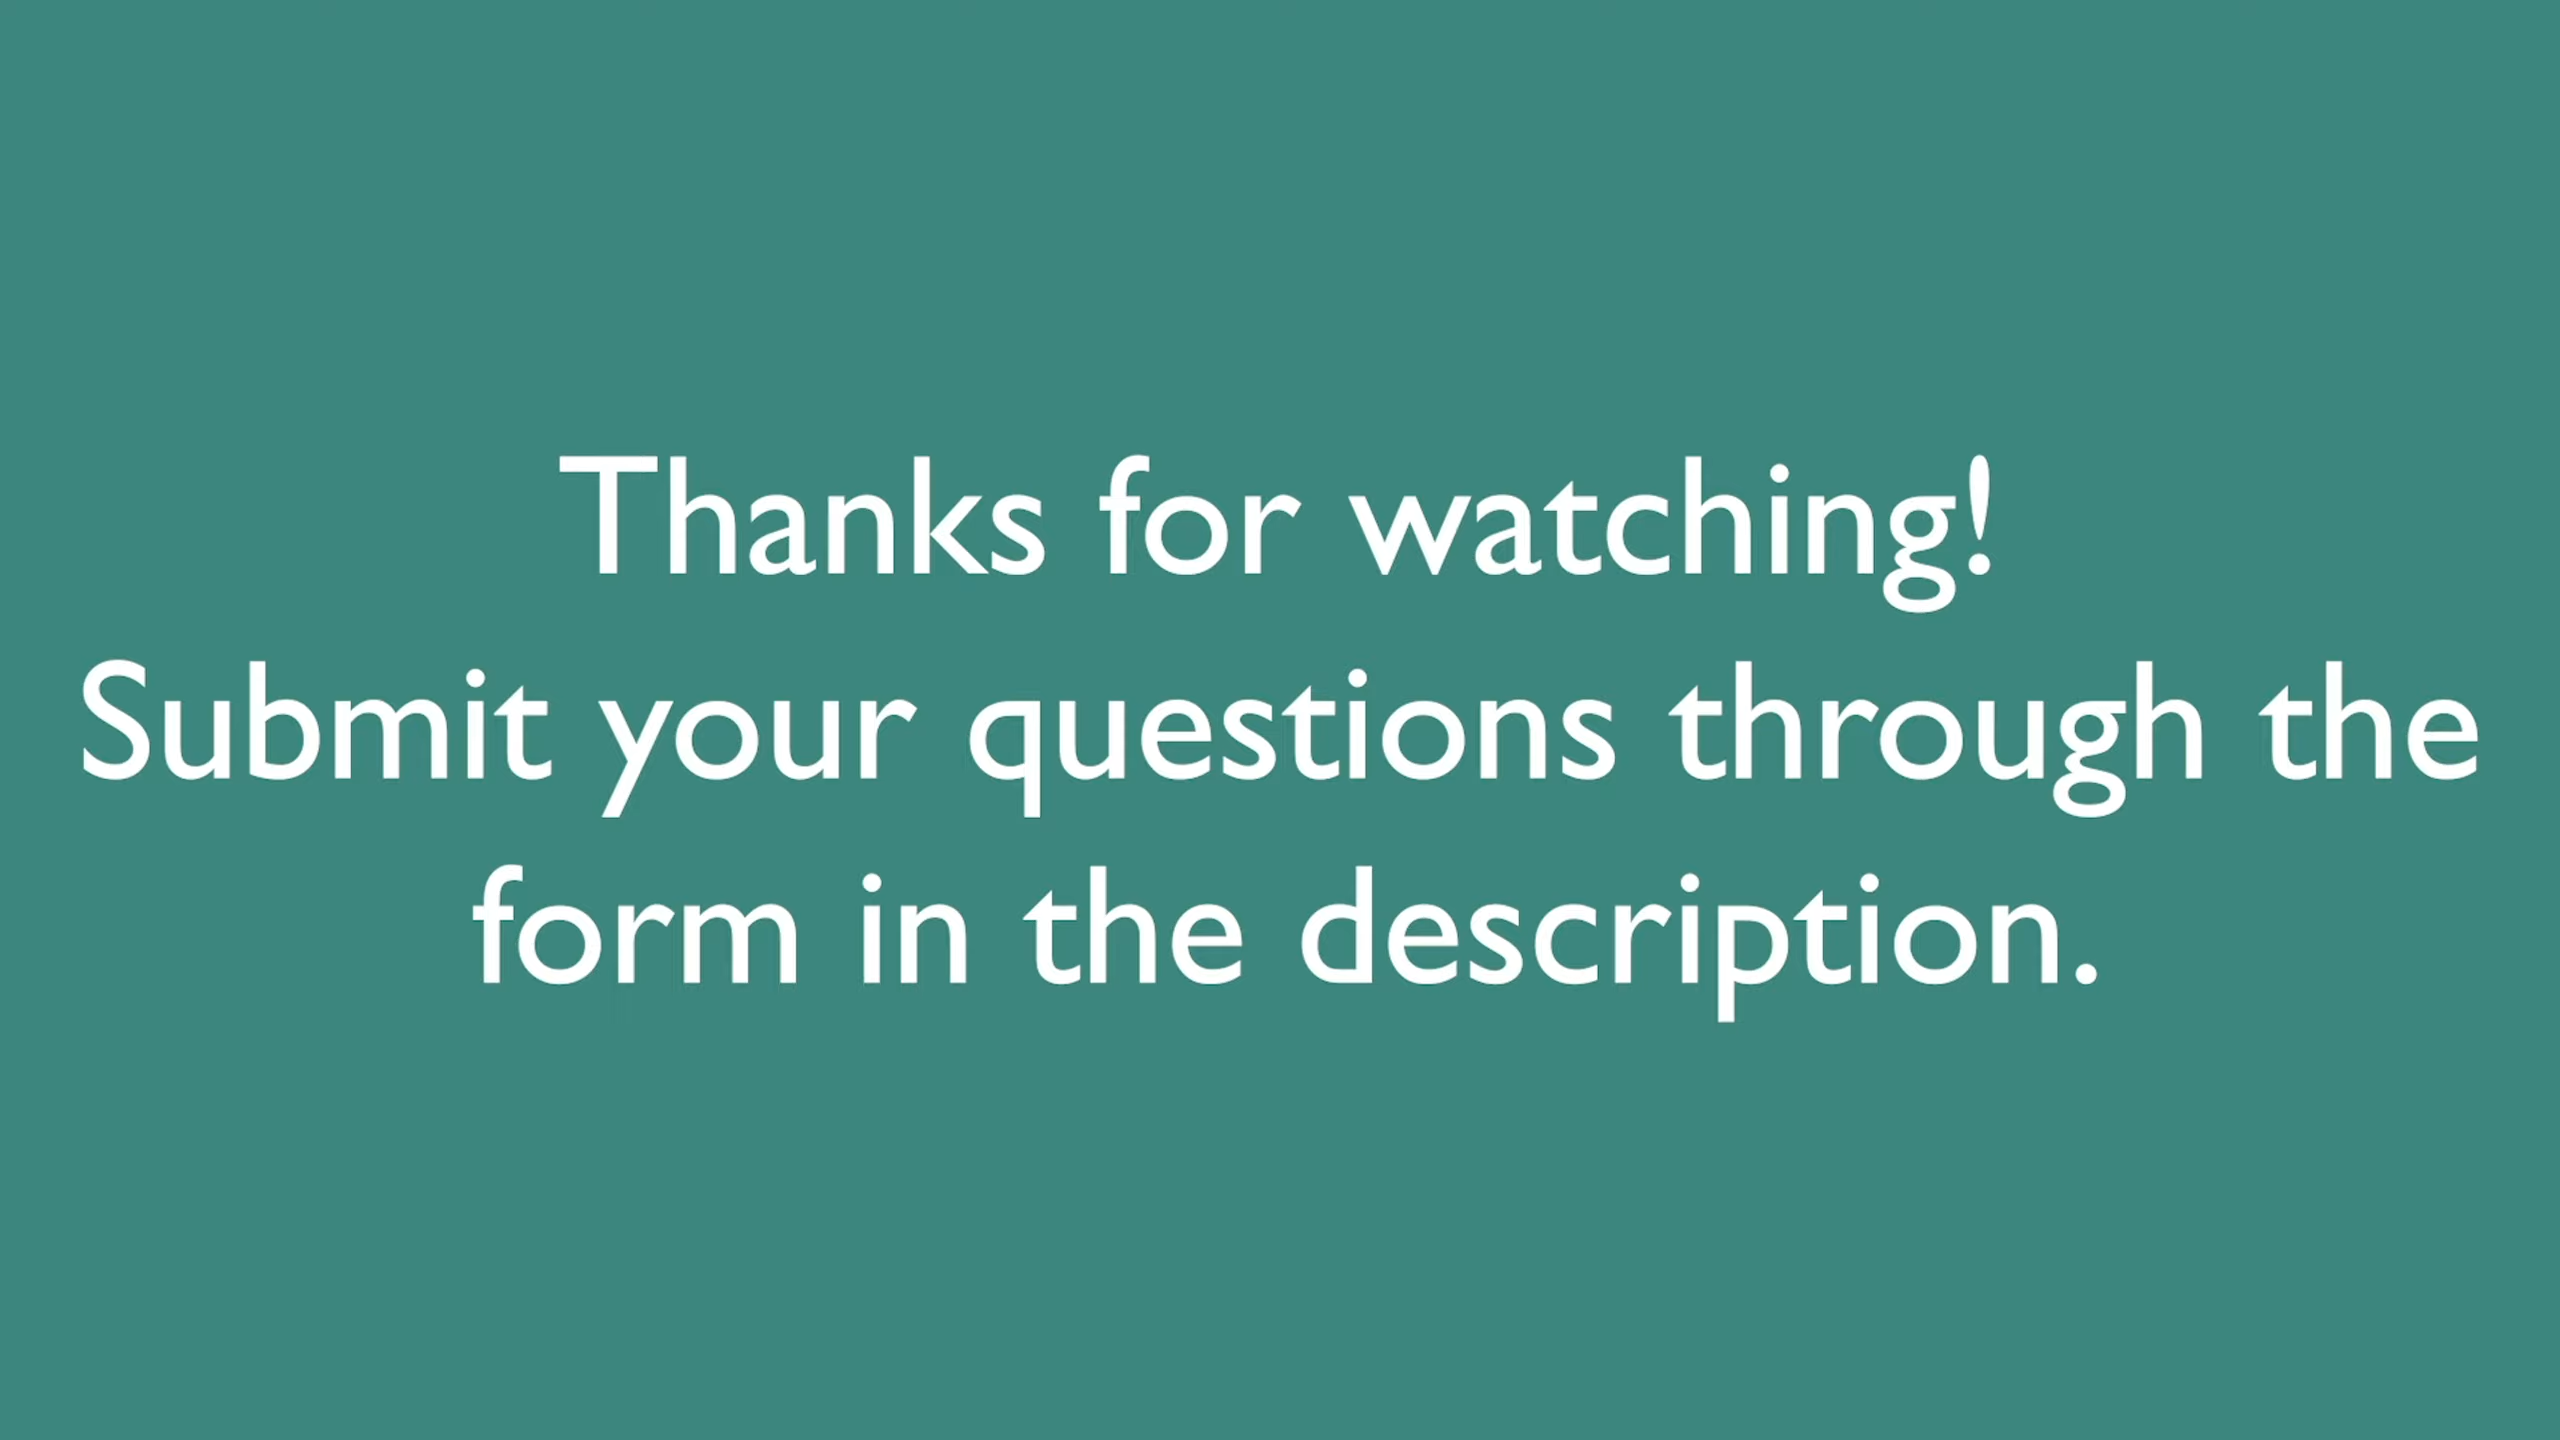 Thanks for watching!
Submit your questions through the
form in the description.